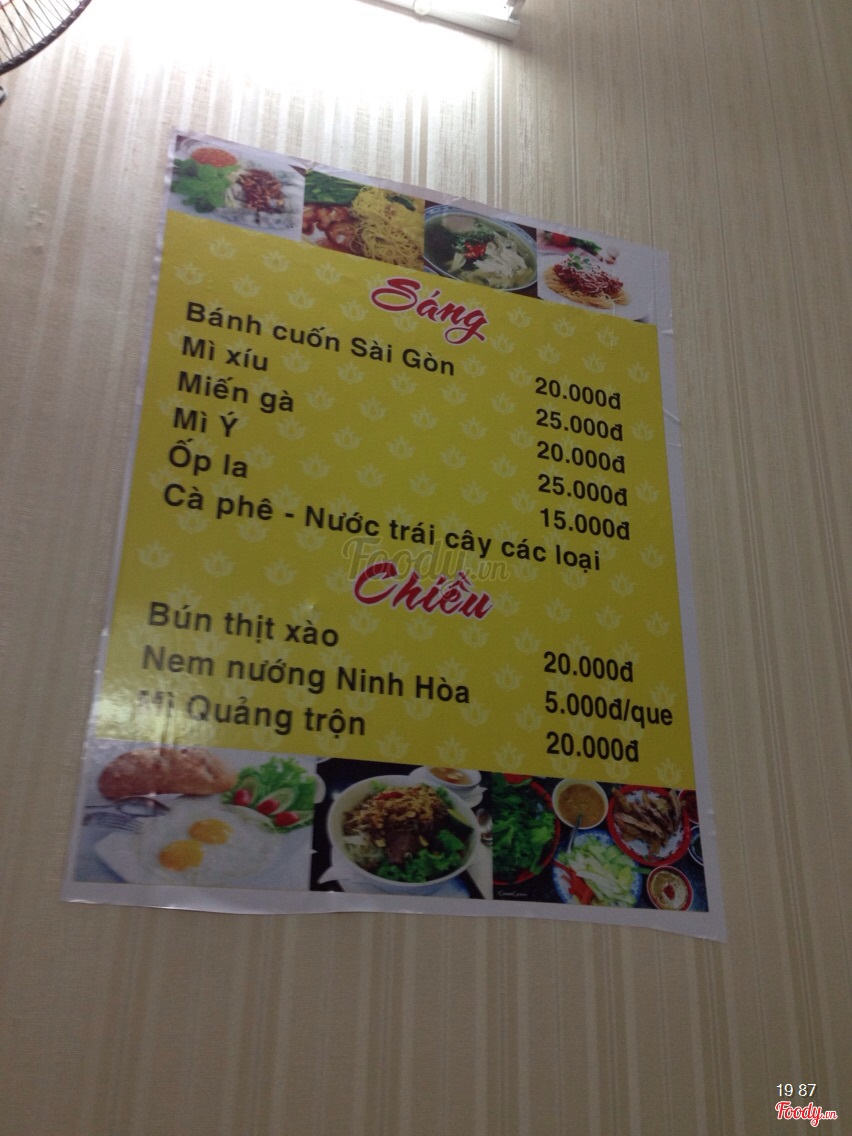 Sáng
Bánh cuốn Sài Gòn 20.000đ
Mì xíu 25.000đ
Miến gà 20.000đ
Mì Ý 25.000đ
Ốp la 15.000đ
Cà phê - Nước trái cây các loại
Foody.vn
Chiều
Bún thịt xào 20.000đ
Nem nướng Ninh Hòa 5.000đ/que
Mì Quảng trộn 20.000đ
19 87
Foody.vn